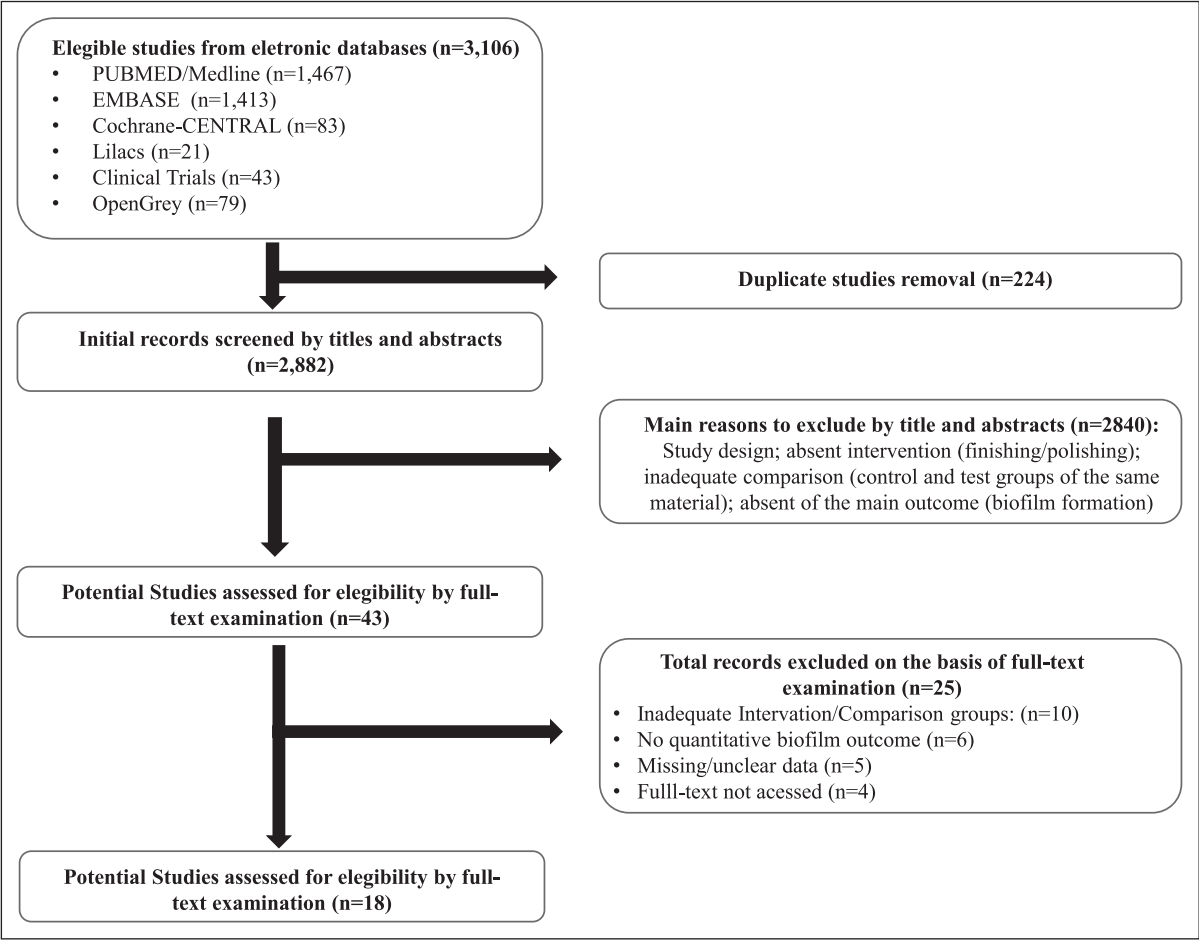 Elegible studies from eletronic databases (n=3,106)
• PUBMED/Medline (n=1,467)
• EMBASE (n=1,413)
• Cochrane-CENTRAL (n=83)
• Lilacs (n=21)
• Clinical Trials (n=43)
• OpenGrey (n=79)
Duplicate studies removal (n=224)
Initial records screened by titles and abstracts
(n=2,882)
Main reasons to exclude by title and abstracts (n=2840):
Study design; absent intervention (finishing/polishing);
inadequate comparison (control and test groups of the same
material); absent of the main outcome (biofilm formation)
Potential Studies assessed for elegibility by full-
text examination (n=43)
Total records excluded on the basis of full-text
examination (n=25)
• Inadequate Intervation/Comparison groups: (n=10)
• No quantitative biofilm outcome (n=6)
• Missing/unclear data (n=5)
• Fulll-text not acessed (n=4)
Potential Studies assessed for elegibility by full-
text examination (n=18)